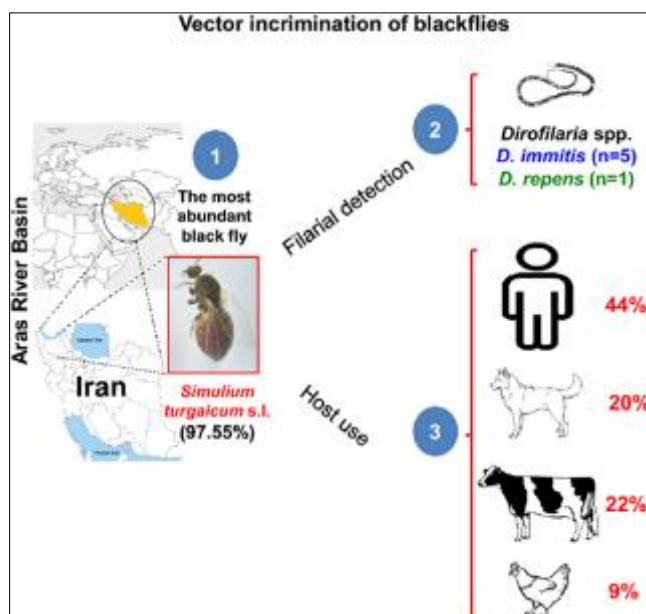 Vector incrimination of blackflies
Aras River Basin
1
The most
abundant
black fly
Iran
Simulium
turgaicum s.l.
(97.55%)
Filarial detection
2
Dirofilaria spp.
D. immitis (n=5)
D. repens (n=1)
Host use
3
44%
20%
22%
9%